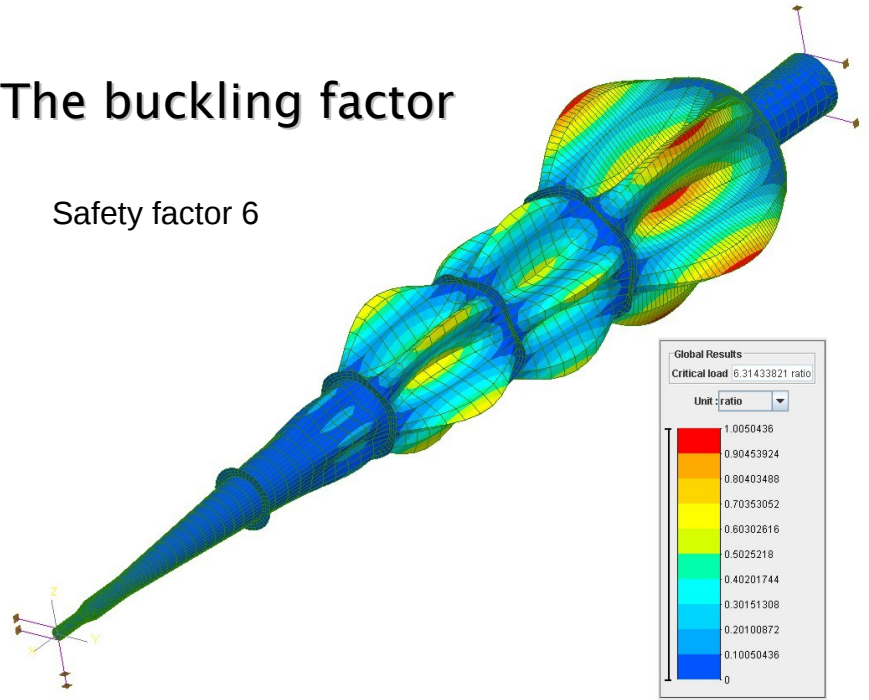 The buckling factor
Safety factor 6
Global Results
Critical load 6.31433821 ratio
Unit : ratio
1.0050436
0.90453924
0.80403488
0.70353052
0.60302616
0.5025218
0.40201744
0.30151308
0.20100872
0.10050436
0
Z
X
Y